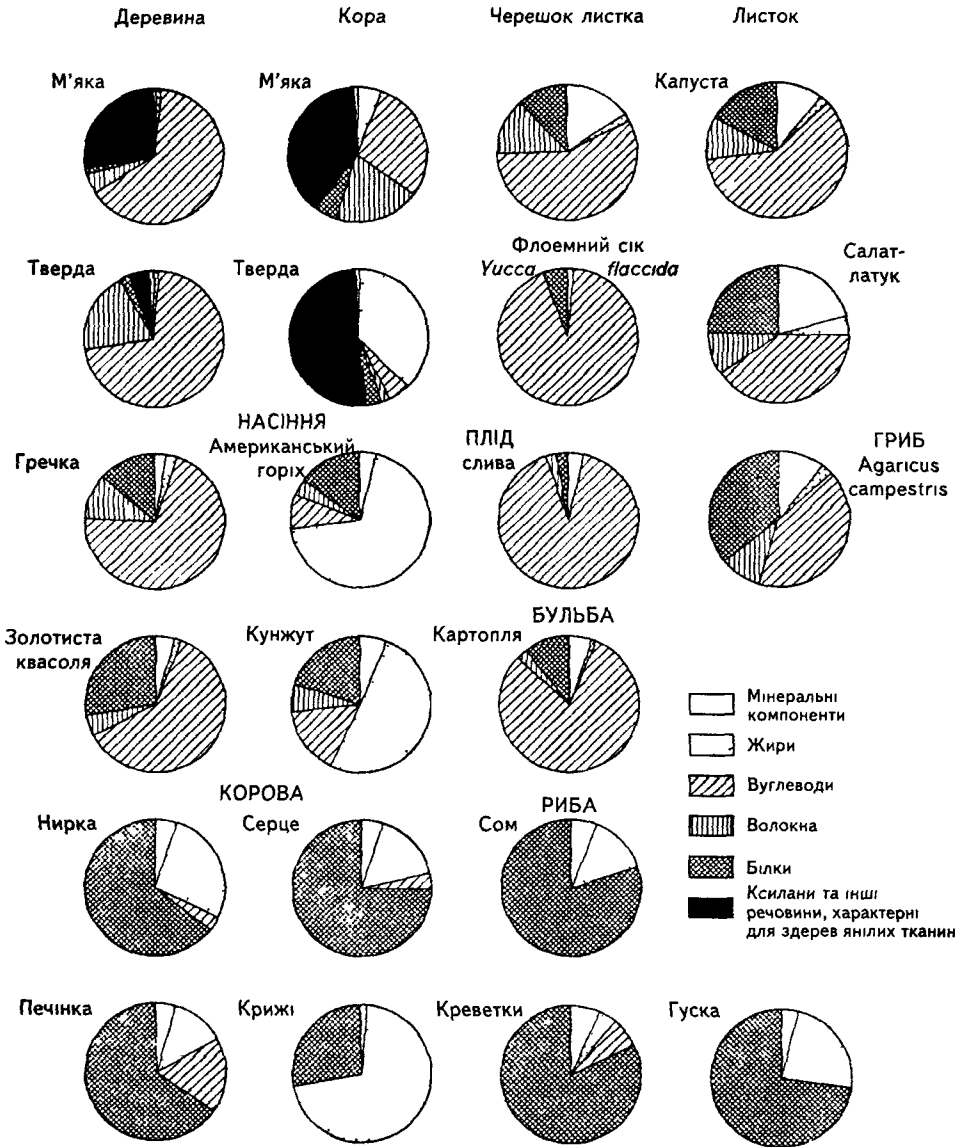 Деревина
Кора
Черешок листка
Листок
М'яка
М'яка
Капуста
Тверда
Тверда
Флоемний сік
Yucca flaccida
Салат-
латук
Гречка
НАСІННЯ
Американський
горіх
ПЛІД
слива
ГРИБ
Agaricus
campestris
Золотиста
квасоля
Кунжут
БУЛЬБА
Картопля
Мінеральні
компоненти
Жири
Вуглеводи
Волокна
Білки
Ксилани та інші
речовини, характерні
для здерев янілих тканин
КОРОВА
Нирка
Серце
РИБА
Сом
Печінка
Крижі
Креветки
Гуска